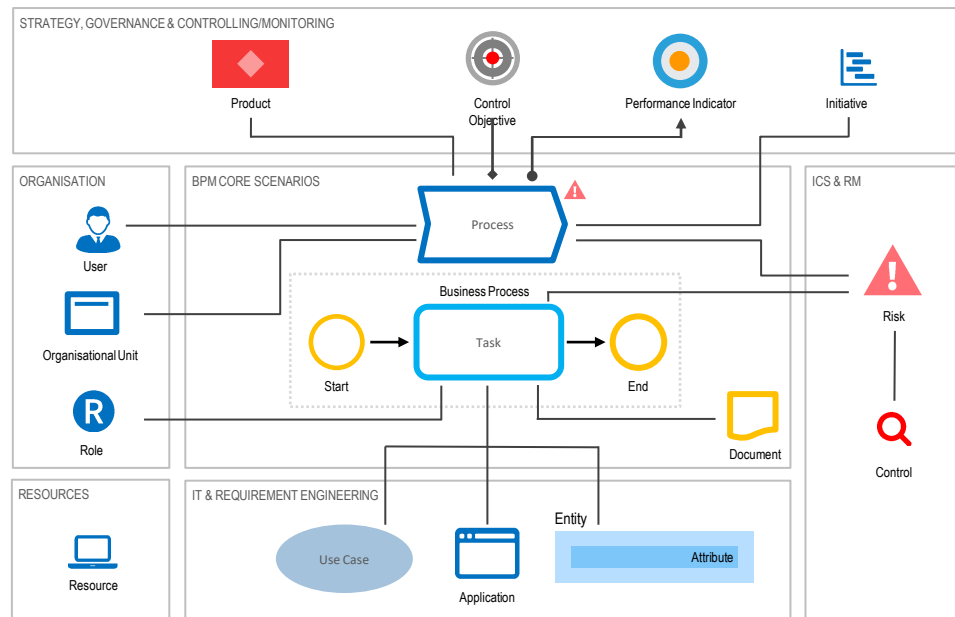 STRATEGY, GOVERNANCE & CONTROLLING/MONITORING
Product
Control
Objective
Performance Indicator
Initiative
ORGANISATION
BPM CORE SCENARIOS
ICS & RM
Process
User
Business Process
Organisational Unit
Task
Start
End
Risk
R
Role
Document
Control
RESOURCES
IT & REQUIREMENT ENGINEERING
Entity
Use Case
Attribute
Resource
Application